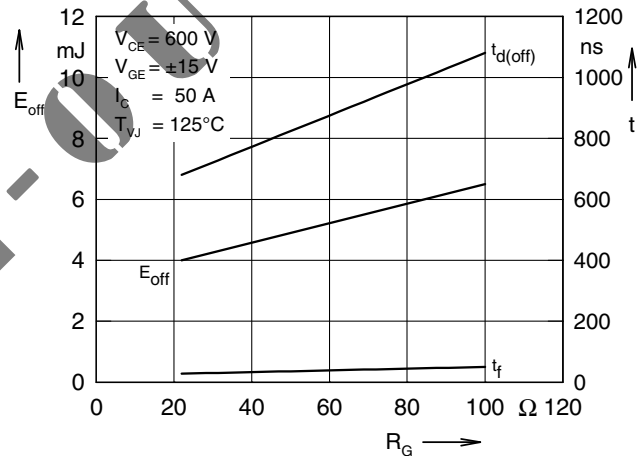 12
1200
mJ
ns
V_CE = 600 V
V_GE = ±15 V
I_C = 50 A
T_VJ = 125°C
t_d(off)
10
1000
E_off
t
8
800
6
600
4
400
E_off
2
200
t_f
0
0
0 20 40 60 80 100 Ω 120
R_G